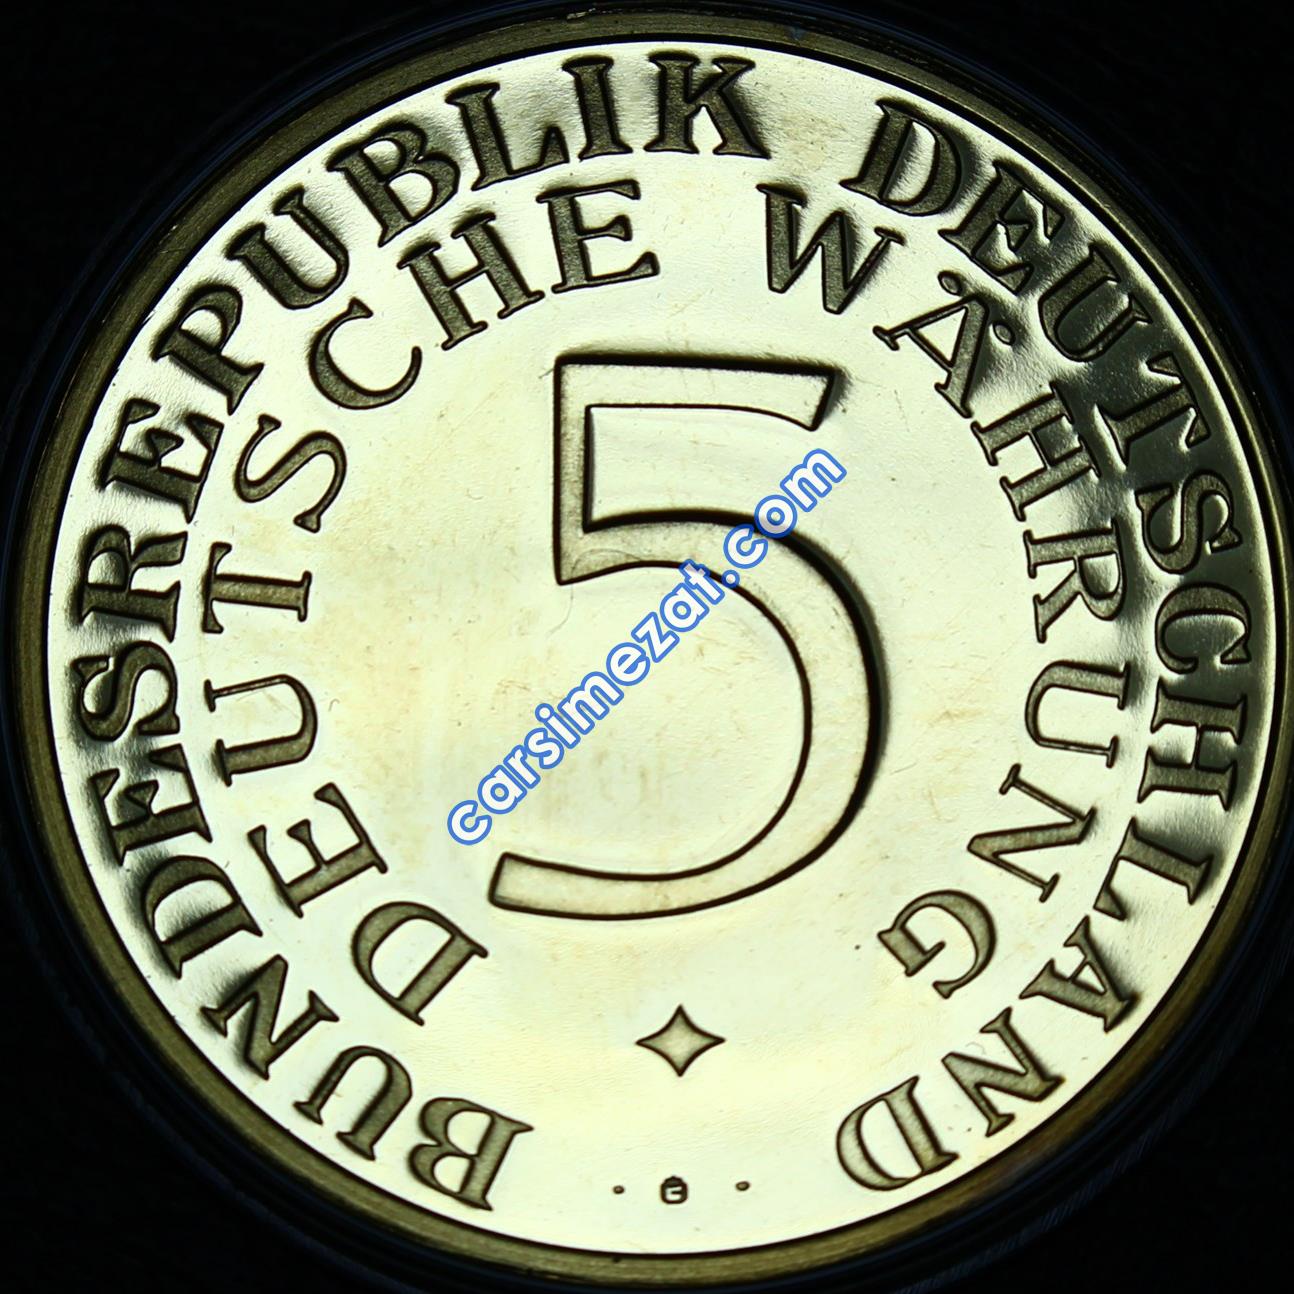 BUNDESREPUBLIK DEUTSCHLAND
DEUTSCHE WÄHRUNG
5
carsimezat.com